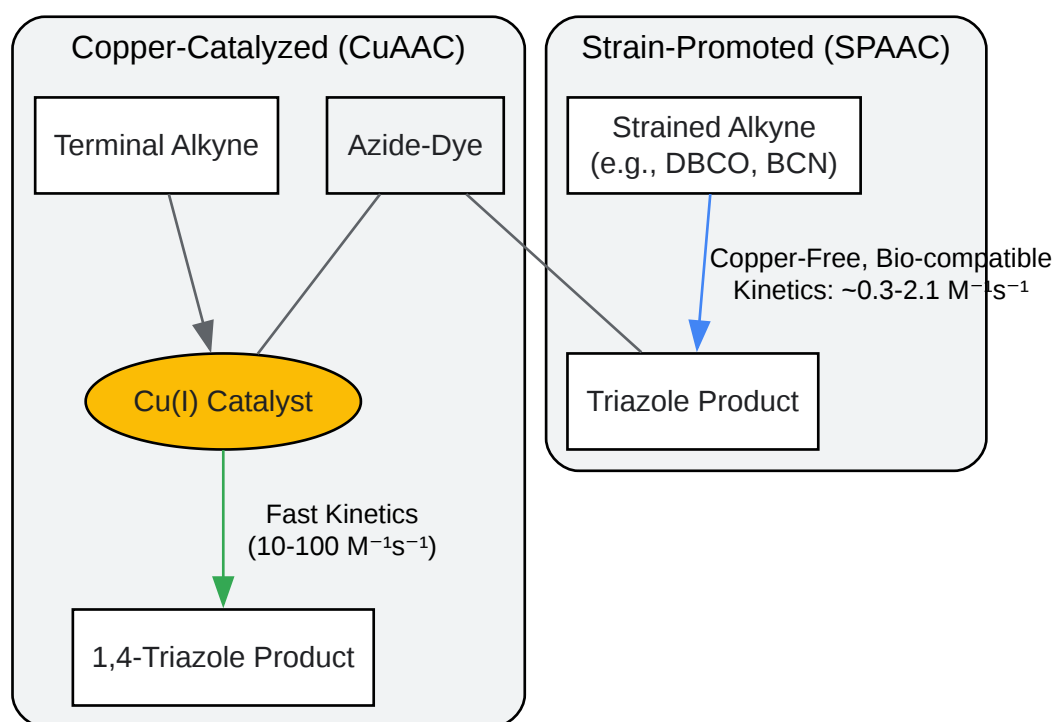 Copper-Catalyzed (CuAAC)
Terminal Alkyne
Azide-Dye
Cu(I) Catalyst
Fast Kinetics
(10-100 M⁻¹s⁻¹)
1,4-Triazole Product
Strain-Promoted (SPAAC)
Strained Alkyne
(e.g., DBCO, BCN)
Copper-Free, Bio-compatible
Kinetics: ~0.3-2.1 M⁻¹s⁻¹
Triazole Product